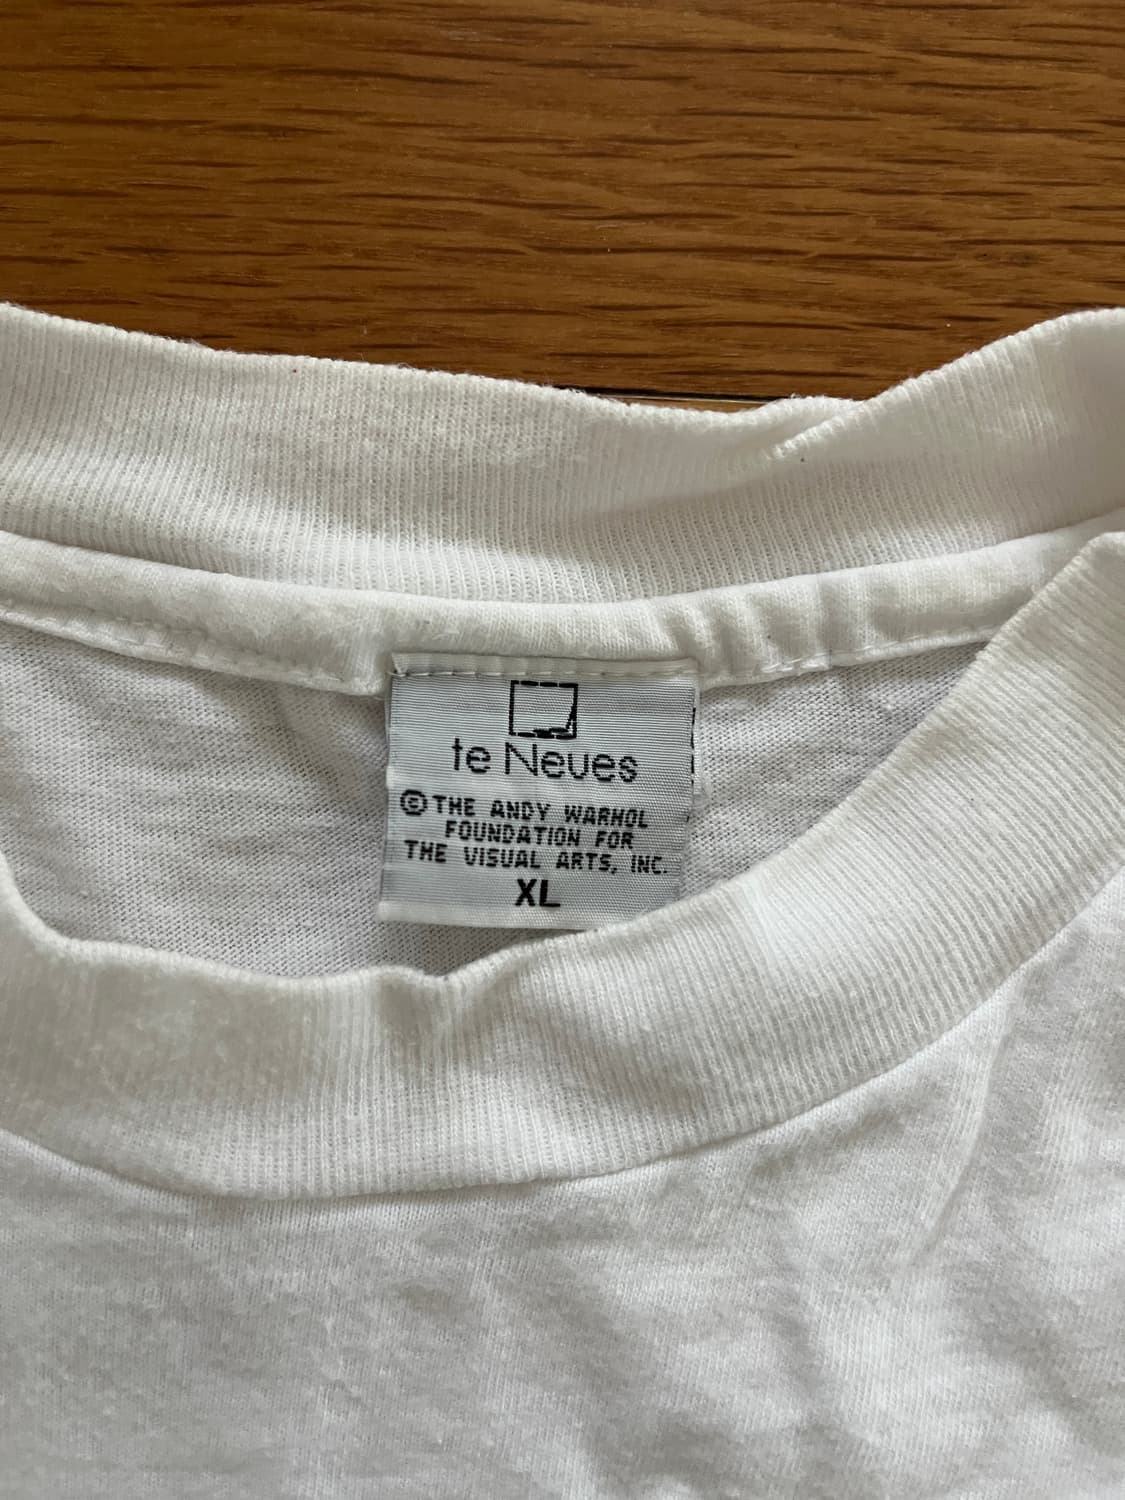 te Neues
© THE ANDY WARHOL
FOUNDATION FOR
THE VISUAL ARTS, INC.
XL